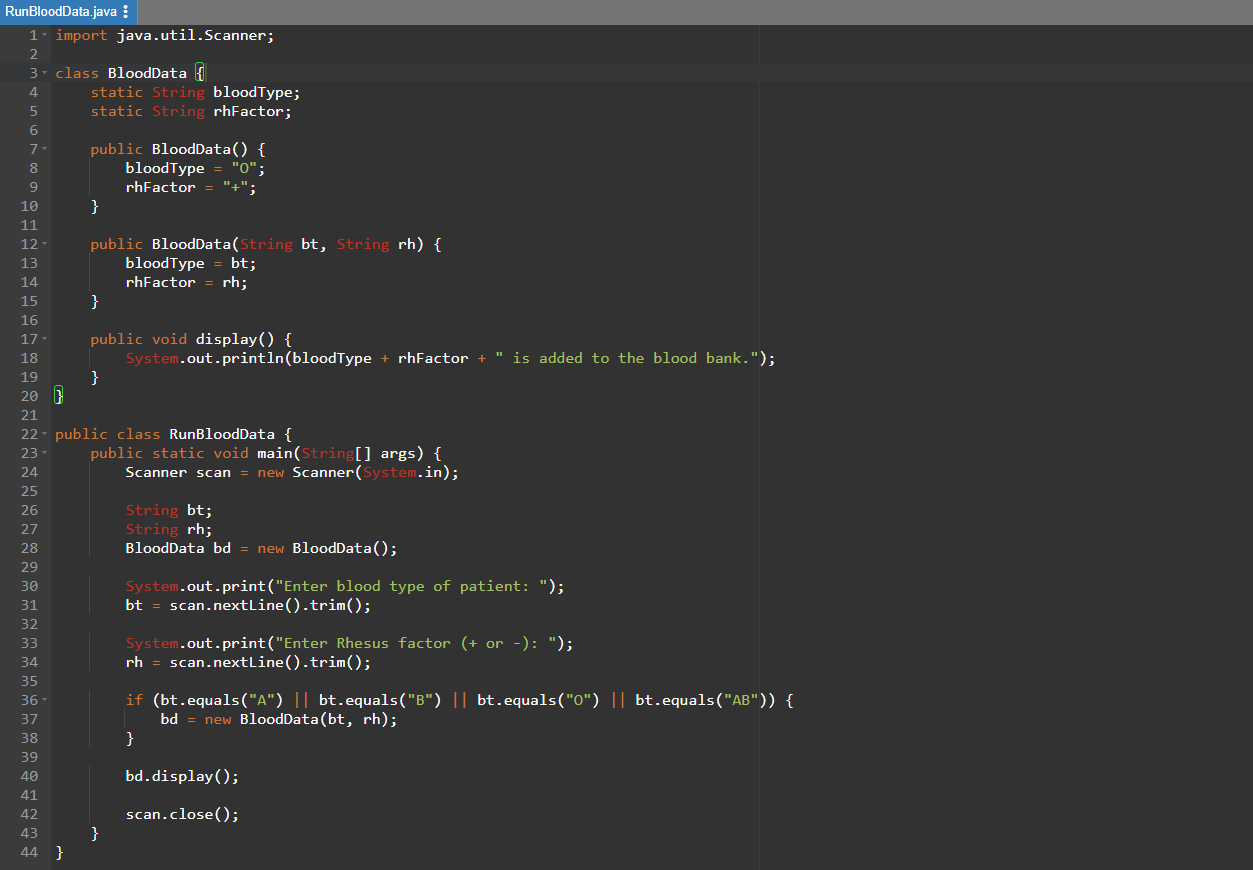 RunBloodData.java
1 import java.util.Scanner;
2
3 class BloodData {
4     static String bloodType;
5     static String rhFactor;
6
7     public BloodData() {
8         bloodType = "O";
9         rhFactor = "+";
10     }
11
12     public BloodData(String bt, String rh) {
13         bloodType = bt;
14         rhFactor = rh;
15     }
16
17     public void display() {
18         System.out.println(bloodType + rhFactor + " is added to the blood bank.");
19     }
20 }
21
22 public class RunBloodData {
23     public static void main(String[] args) {
24         Scanner scan = new Scanner(System.in);
25
26         String bt;
27         String rh;
28         BloodData bd = new BloodData();
29
30         System.out.print("Enter blood type of patient: ");
31         bt = scan.nextLine().trim();
32
33         System.out.print("Enter Rhesus factor (+ or -): ");
34         rh = scan.nextLine().trim();
35
36         if (bt.equals("A") || bt.equals("B") || bt.equals("O") || bt.equals("AB")) {
37             bd = new BloodData(bt, rh);
38         }
39
40         bd.display();
41
42         scan.close();
43     }
44 }